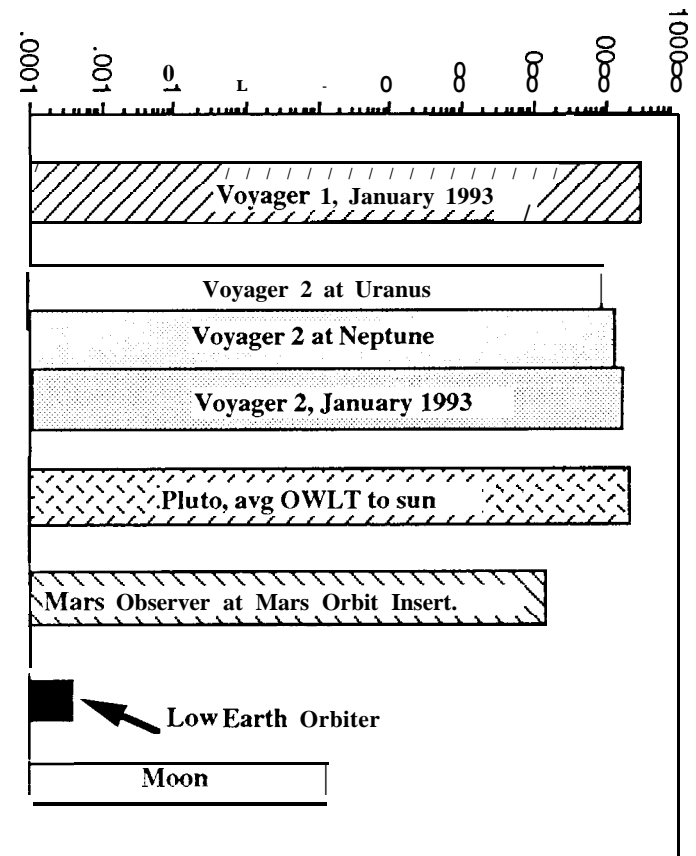 .0001
.001
Voyager 1, January 1993
Voyager 2 at Uranus
Voyager 2 at Neptune
Voyager 2, January 1993
Pluto, avg OWLT to sun
Mars Observer at Mars Orbit Insert.
Low Earth Orbiter
Moon